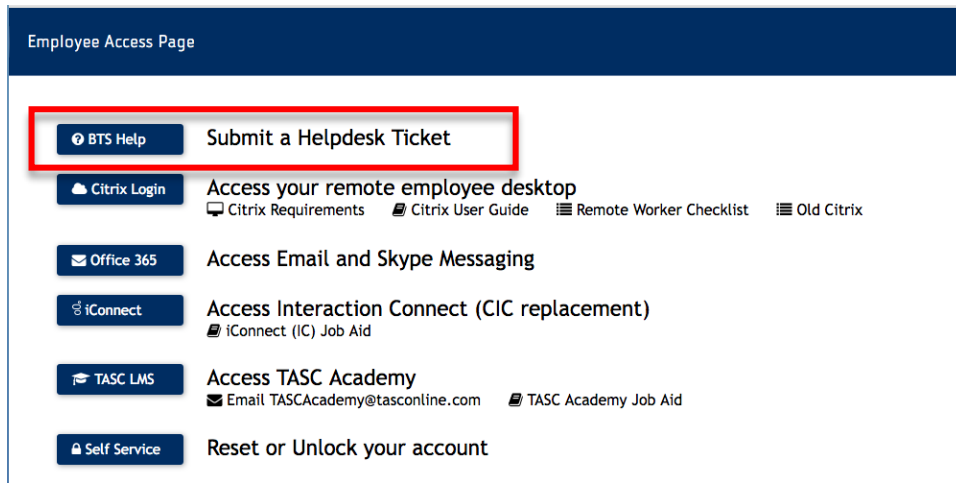 Employee Access Page
BTS Help Submit a Helpdesk Ticket
Citrix Login Access your remote employee desktop
Citrix Requirements Citrix User Guide Remote Worker Checklist Old Citrix
Office 365 Access Email and Skype Messaging
iConnect Access Interaction Connect (CIC replacement)
iConnect (IC) Job Aid
TASC LMS Access TASC Academy
Email TASCAcademy@tasconline.com TASC Academy Job Aid
Self Service Reset or Unlock your account